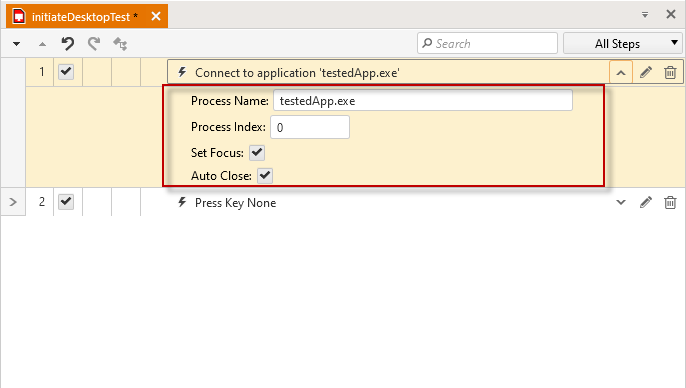 initiateDesktopTest *
Search
All Steps
1 Connect to application 'testedApp.exe'
Process Name: testedApp.exe
Process Index: 0
Set Focus:
Auto Close:
2 Press Key None